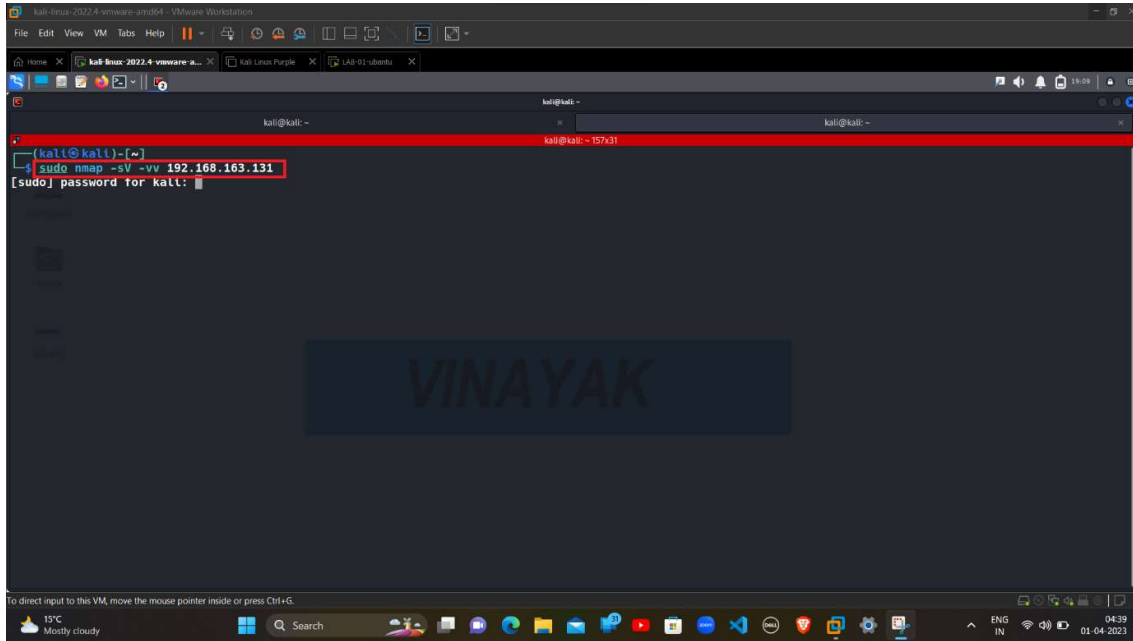 kali-linux-2022.4-vmware-amd64 - VMware Workstation
File Edit View VM Tabs Help
Home kali-linux-2022.4-vmware-a... Kali Linux Purple LAB-01-ubantu
19:09
kali@kali: ~
kali@kali: ~ kali@kali: ~
kali@kali: ~ 157x31
(kali㉿kali)-[~]
$ sudo nmap -sV -vv 192.168.163.131
[sudo] password for kali:
VINAYAK
To direct input to this VM, move the mouse pointer inside or press Ctrl+G.
15°C
Mostly cloudy
Search
DELL
ENG
IN
04:39
01-04-2023